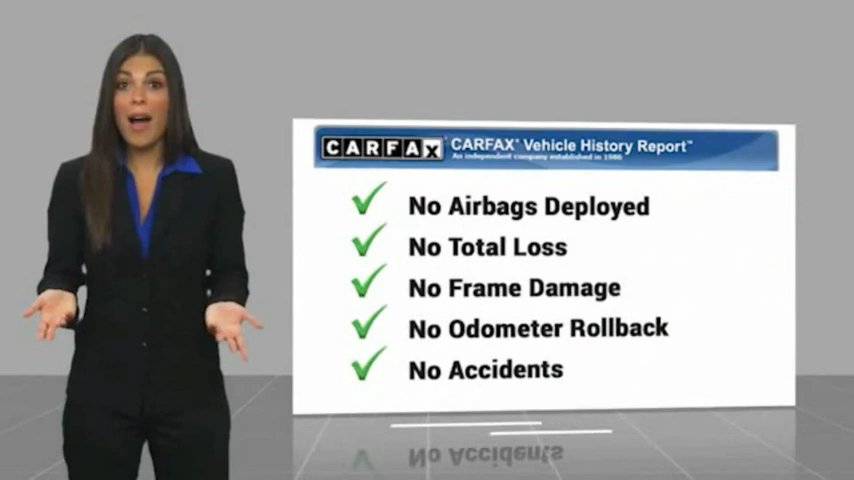 CARFAX CARFAX® Vehicle History Report™
An independent company established in 1986
No Airbags Deployed
No Total Loss
No Frame Damage
No Odometer Rollback
No Accidents
No Accidents